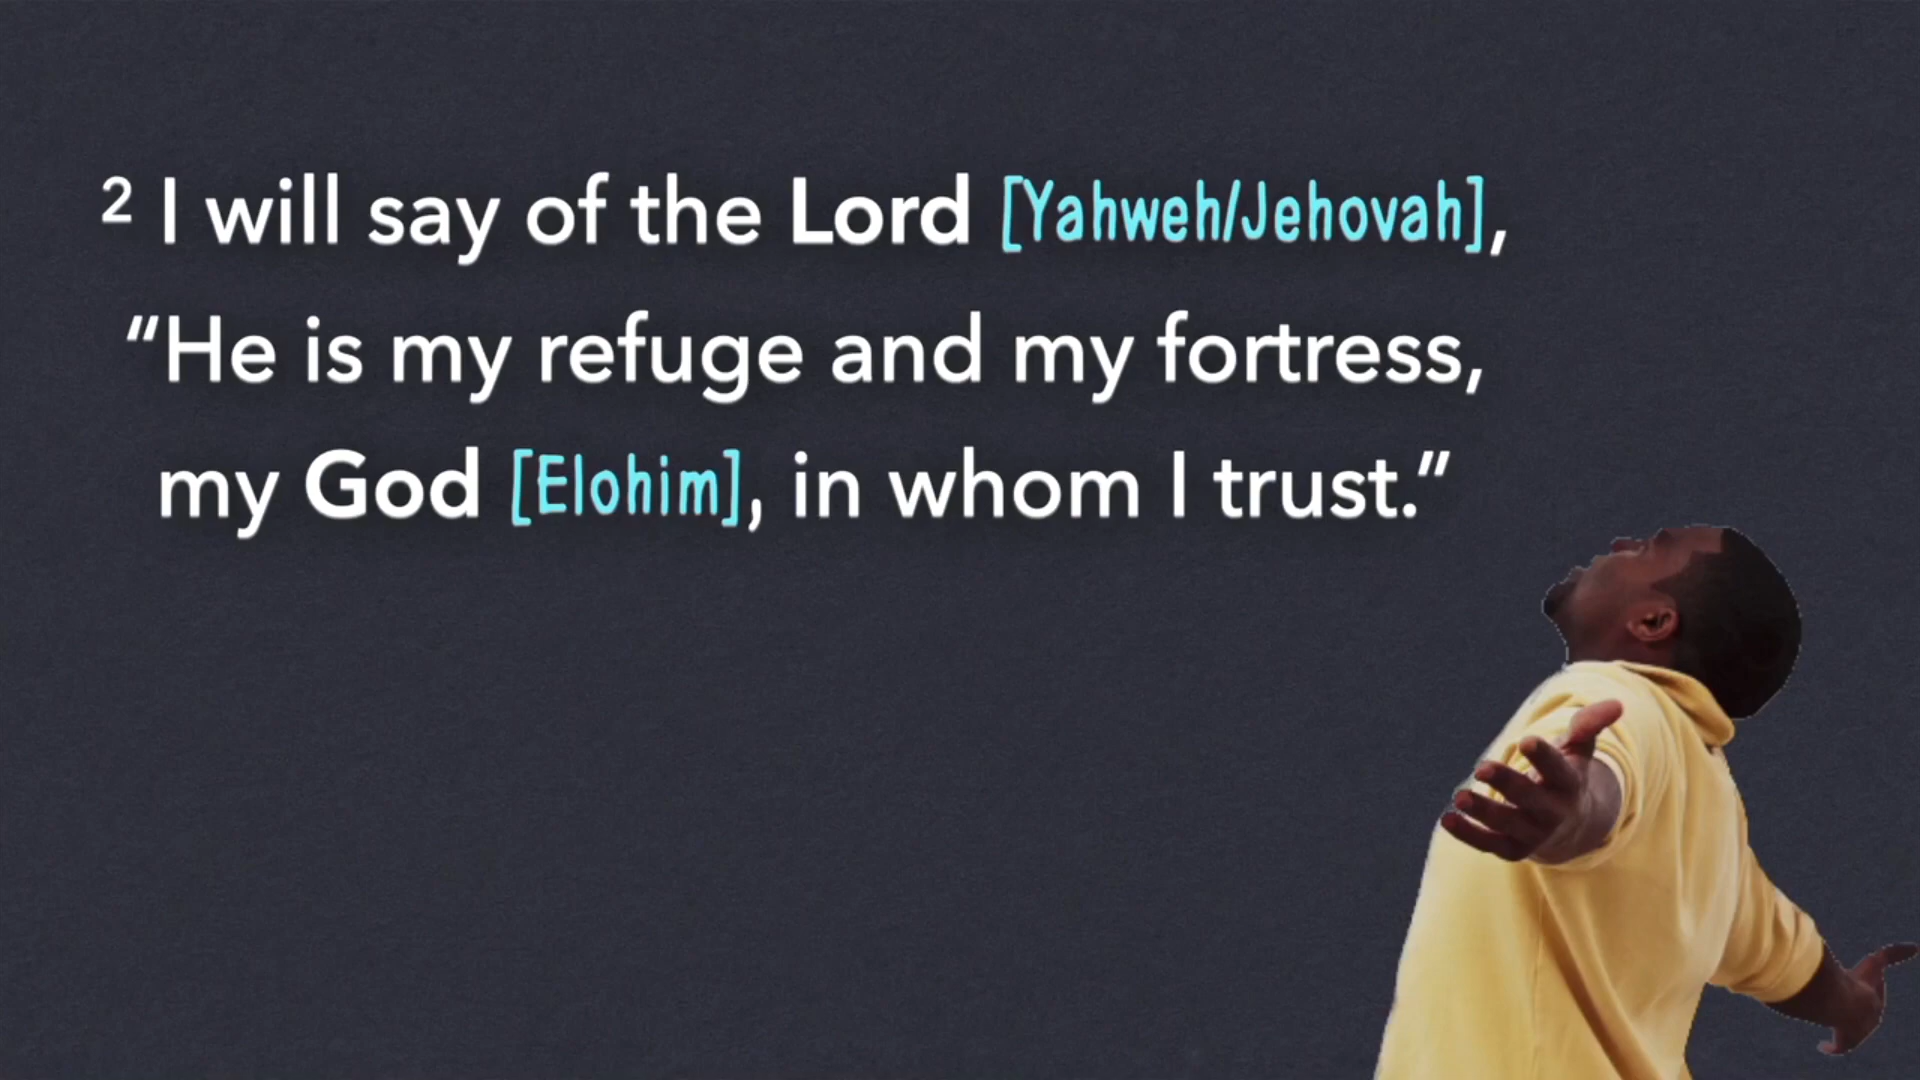 ² I will say of the Lord [Yahweh/Jehovah],
“He is my refuge and my fortress,
my God [Elohim], in whom I trust.”